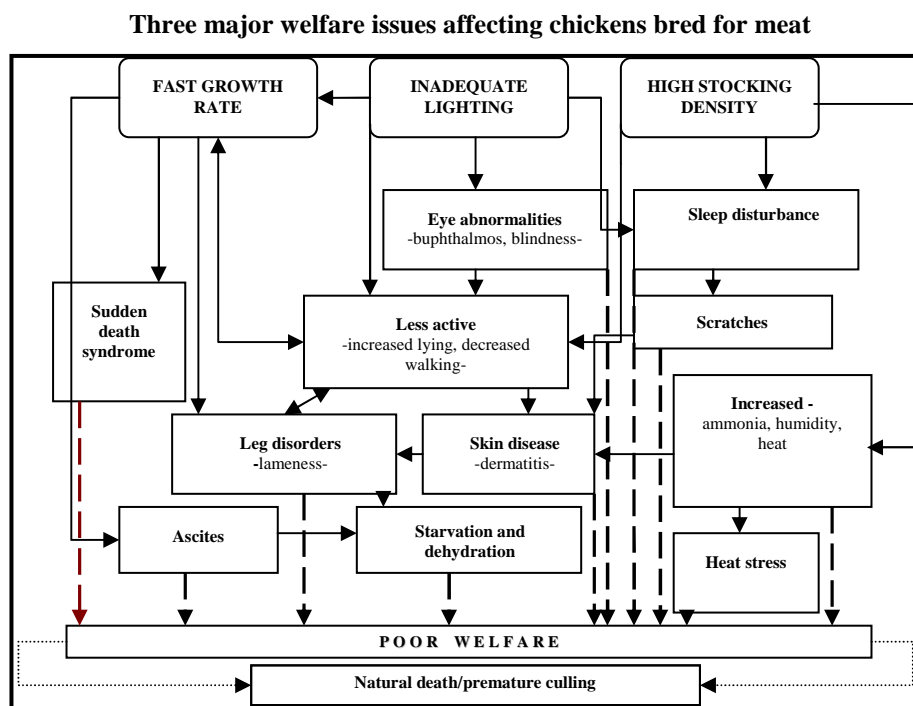 Three major welfare issues affecting chickens bred for meat
FAST GROWTH
RATE
INADEQUATE
LIGHTING
HIGH STOCKING
DENSITY
Eye abnormalities
-buphthalmos, blindness-
Sleep disturbance
Sudden
death
syndrome
Less active
-increased lying, decreased
walking-
Scratches
Leg disorders
-lameness-
Skin disease
-dermatitis-
Increased -
ammonia, humidity,
heat
Ascites
Starvation and
dehydration
Heat stress
POOR WELFARE
Natural death/premature culling